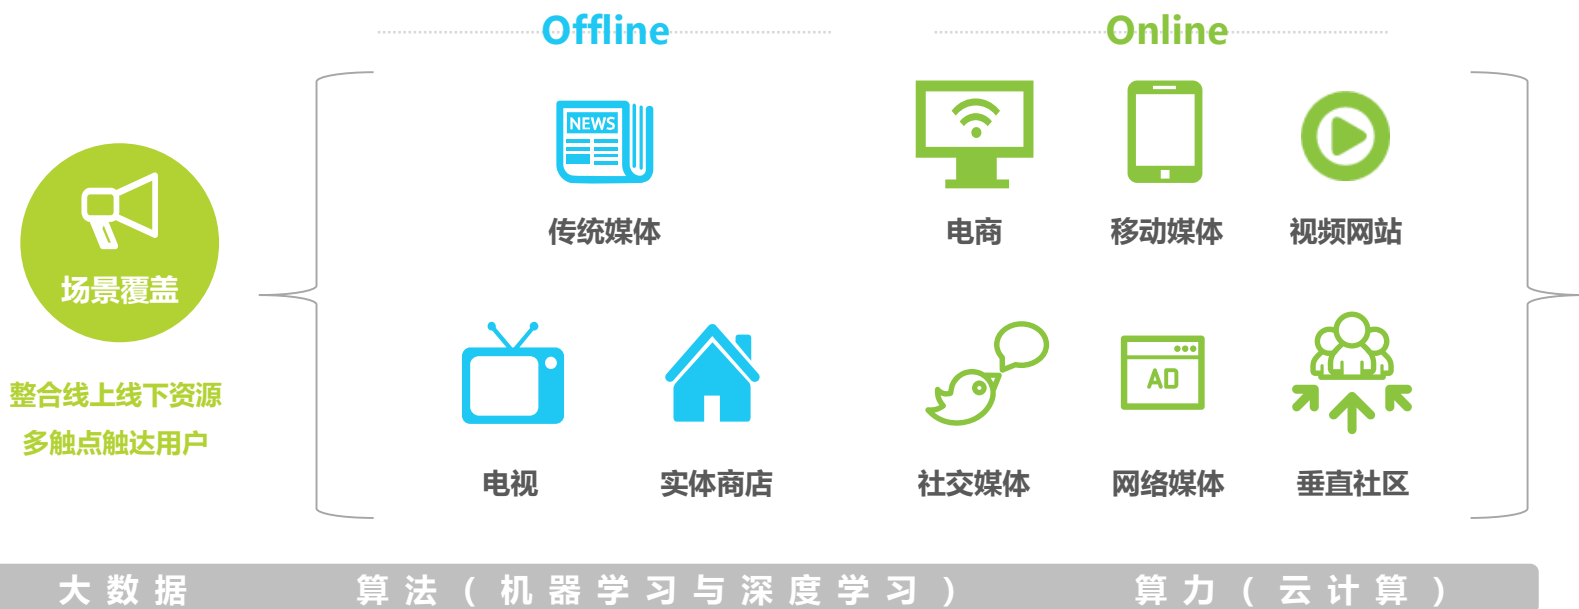 Offline
Online
NEWS
传统媒体
电商
移动媒体
视频网站
场景覆盖
整合线上线下资源
多触点触达用户
AD
电视
实体商店
社交媒体
网络媒体
垂直社区
大数据
算法(机器学习与深度学习)
算力(云计算)